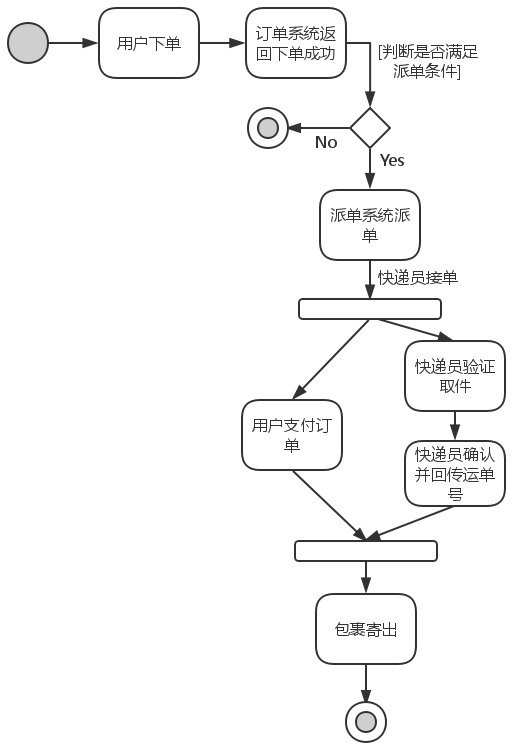 用户下单
订单系统返
回下单成功
[判断是否满足
派单条件]
No
Yes
派单系统派
单
快递员接单
快递员验证
取件
用户支付订
单
快递员确认
并回传运单
号
包裹寄出